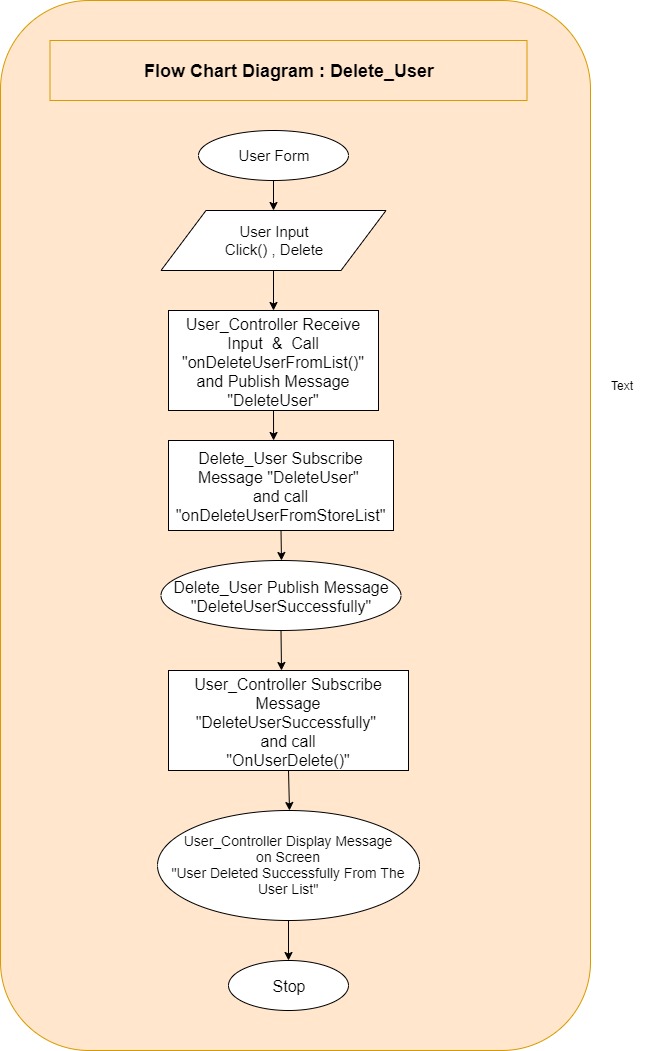 Flow Chart Diagram : Delete_User
User Form
User Input
Click() , Delete
User_Controller Receive
Input & Call
"onDeleteUserFromList()"
and Publish Message
"DeleteUser"
Text
Delete_User Subscribe
Message "DeleteUser"
and call
"onDeleteUserFromStoreList"
Delete_User Publish Message
"DeleteUserSuccessfully"
User_Controller Subscribe
Message
"DeleteUserSuccessfully"
and call
"OnUserDelete()"
User_Controller Display Message
on Screen
"User Deleted Successfully From The
User List"
Stop